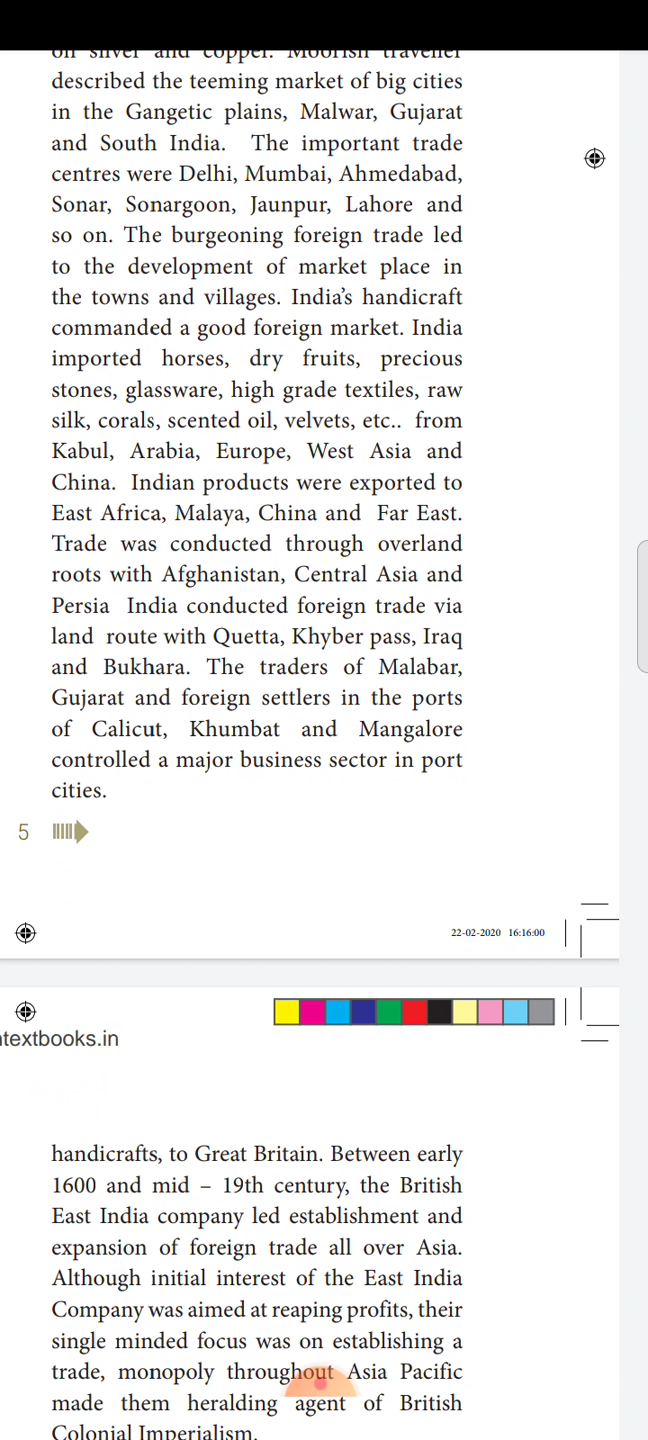 on silver and copper. Moorish traveller
described the teeming market of big cities
in the Gangetic plains, Malwar, Gujarat
and South India. The important trade
centres were Delhi, Mumbai, Ahmedabad,
Sonar, Sonargoon, Jaunpur, Lahore and
so on. The burgeoning foreign trade led
to the development of market place in
the towns and villages. India's handicraft
commanded a good foreign market. India
imported horses, dry fruits, precious
stones, glassware, high grade textiles, raw
silk, corals, scented oil, velvets, etc.. from
Kabul, Arabia, Europe, West Asia and
China. Indian products were exported to
East Africa, Malaya, China and Far East.
Trade was conducted through overland
roots with Afghanistan, Central Asia and
Persia India conducted foreign trade via
land route with Quetta, Khyber pass, Iraq
and Bukhara. The traders of Malabar,
Gujarat and foreign settlers in the ports
of Calicut, Khumbat and Mangalore
controlled a major business sector in port
cities.
5
22-02-2020 16:16:00
ntextbooks.in
handicrafts, to Great Britain. Between early
1600 and mid – 19th century, the British
East India company led establishment and
expansion of foreign trade all over Asia.
Although initial interest of the East India
Company was aimed at reaping profits, their
single minded focus was on establishing a
trade, monopoly throughout Asia Pacific
made them heralding agent of British
Colonial Imperialism.